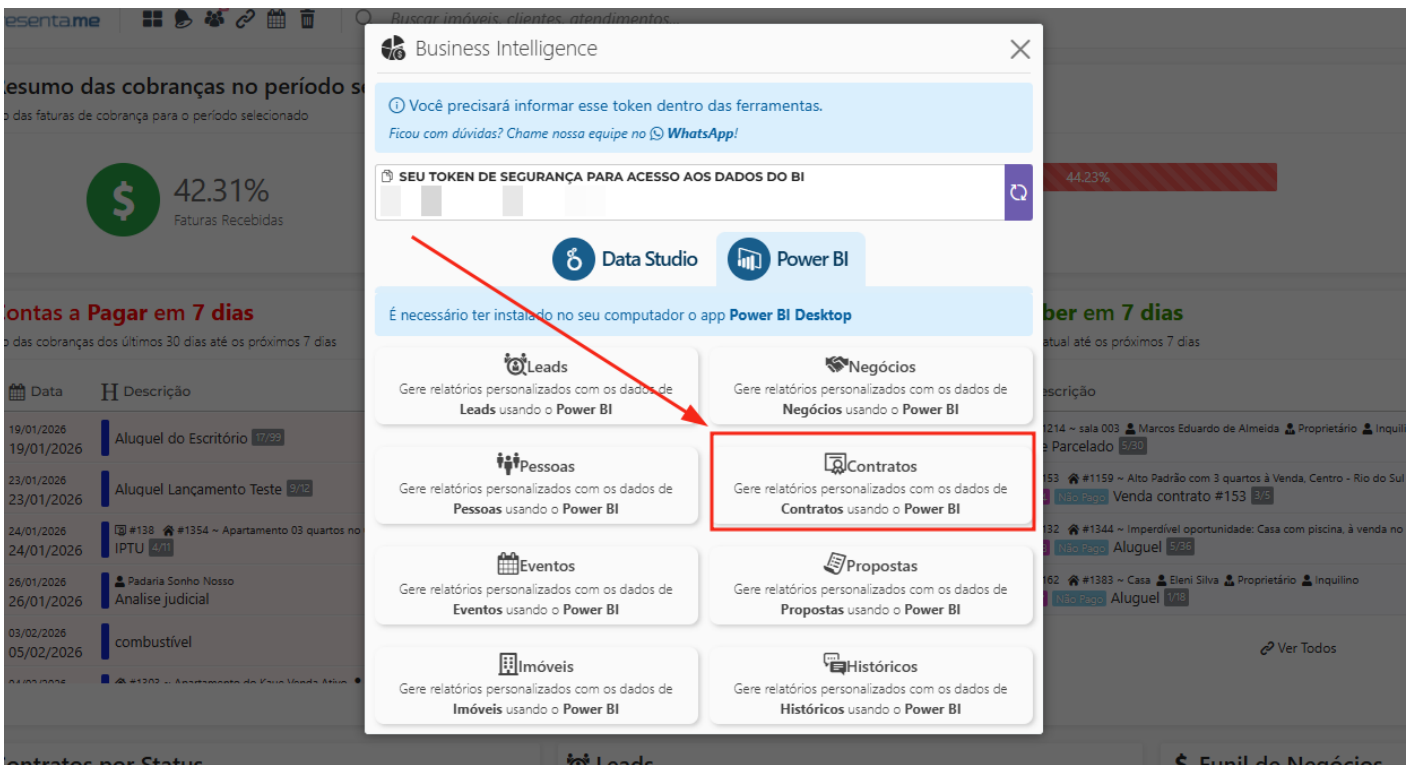 esentame
Buscar imóveis, clientes, atendimentos...
Business Intelligence
esumo das cobranças no período s
o das faturas de cobrança para o período selecionado
Você precisará informar esse token dentro das ferramentas.
Ficou com dúvidas? Chame nossa equipe no WhatsApp!
SEU TOKEN DE SEGURANÇA PARA ACESSO AOS DADOS DO BI
42.31%
Faturas Recebidas
44.23%
Data Studio
Power BI
É necessário ter instalado no seu computador o app Power BI Desktop
ontas a Pagar em 7 dias
o das cobranças dos últimos 30 dias até os próximos 7 dias
Data Descrição
19/01/2026
19/01/2026 Aluguel do Escritório 17/99
23/01/2026
23/01/2026 Aluguel Lançamento Teste 9/12
24/01/2026 #138 #1354 ~ Apartamento 03 quartos no
24/01/2026 IPTU 4/11
26/01/2026 Padaria Sonho Nosso
26/01/2026 Analise judicial
03/02/2026
05/02/2026 combustível
Leads
Gere relatórios personalizados com os dados de
Leads usando o Power BI
Negócios
Gere relatórios personalizados com os dados de
Negócios usando o Power BI
Pessoas
Gere relatórios personalizados com os dados de
Pessoas usando o Power BI
Contratos
Gere relatórios personalizados com os dados de
Contratos usando o Power BI
Eventos
Gere relatórios personalizados com os dados de
Eventos usando o Power BI
Propostas
Gere relatórios personalizados com os dados de
Propostas usando o Power BI
Imóveis
Gere relatórios personalizados com os dados de
Imóveis usando o Power BI
Históricos
Gere relatórios personalizados com os dados de
Históricos usando o Power BI
ber em 7 dias
atual até os próximos 7 dias
escrição
1214 ~ sala 003 Marcos Eduardo de Almeida Proprietário Inquili
e Parcelado 5/30
153 #1159 ~ Alto Padrão com 3 quartos à Venda, Centro - Rio do Sul
Não Pago Venda contrato #153 3/5
132 #1344 ~ Imperdível oportunidade: Casa com piscina, à venda no
Não Pago Aluguel 5/36
162 #1383 ~ Casa Eleni Silva Proprietário Inquilino
Não Pago Aluguel 1/18
Ver Todos
ontratos por Status
Leads
Funil de Negócios